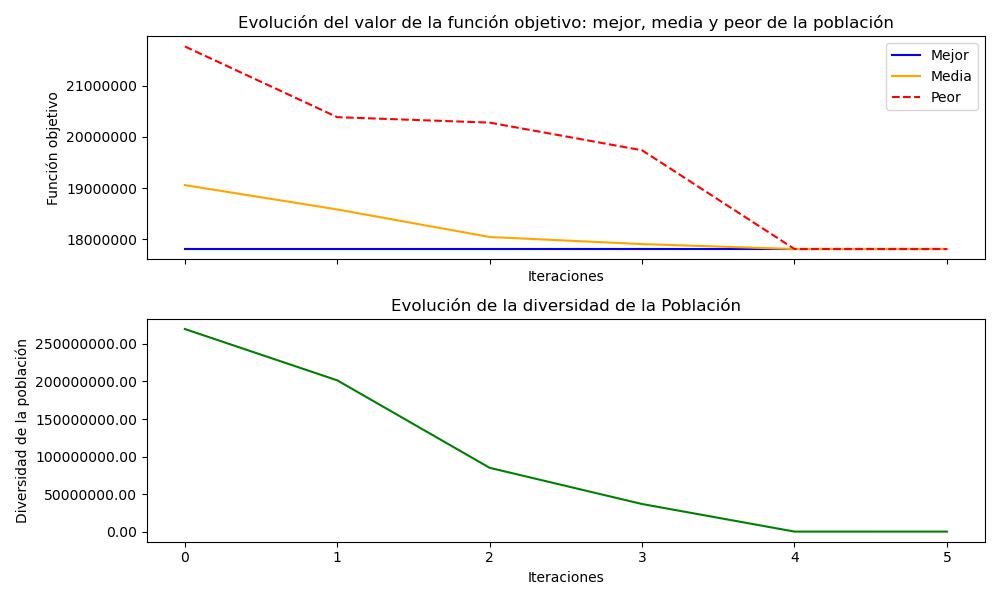 Evolución del valor de la función objetivo: mejor, media y peor de la población
Función objetivo
21000000
20000000
19000000
18000000
Mejor
Media
Peor
Iteraciones
Evolución de la diversidad de la Población
Diversidad de la población
250000000.00
200000000.00
150000000.00
100000000.00
50000000.00
0.00
0 1 2 3 4 5
Iteraciones